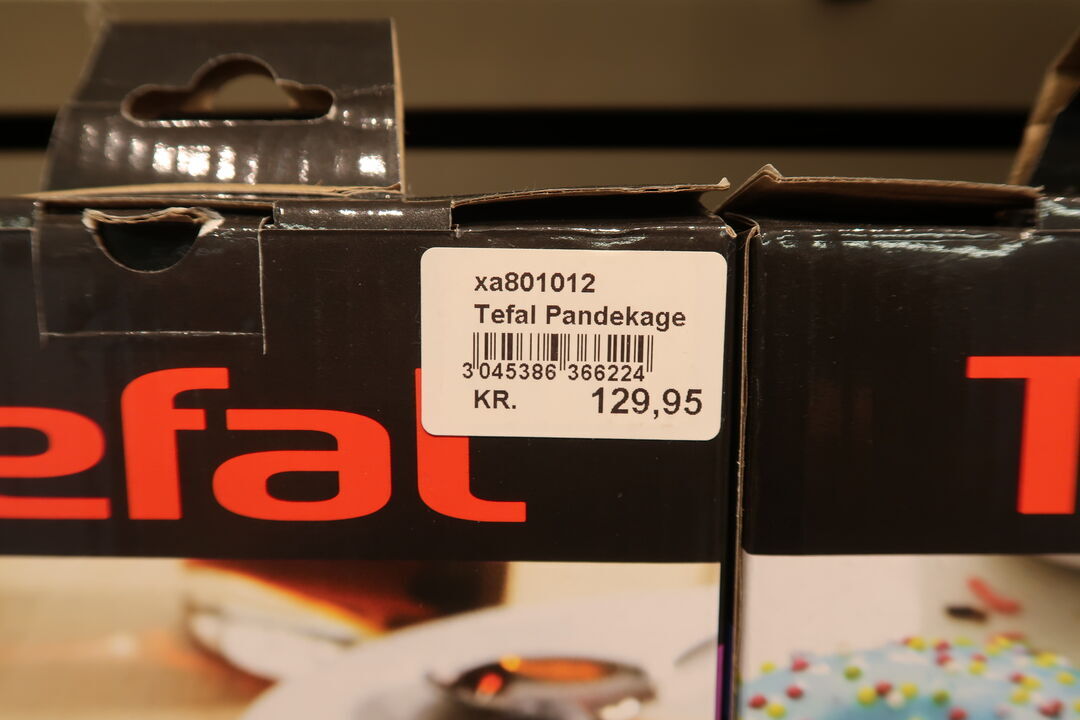 xa801012
Tefal Pandekage
3 045386 366224
KR. 129,95
efal
T